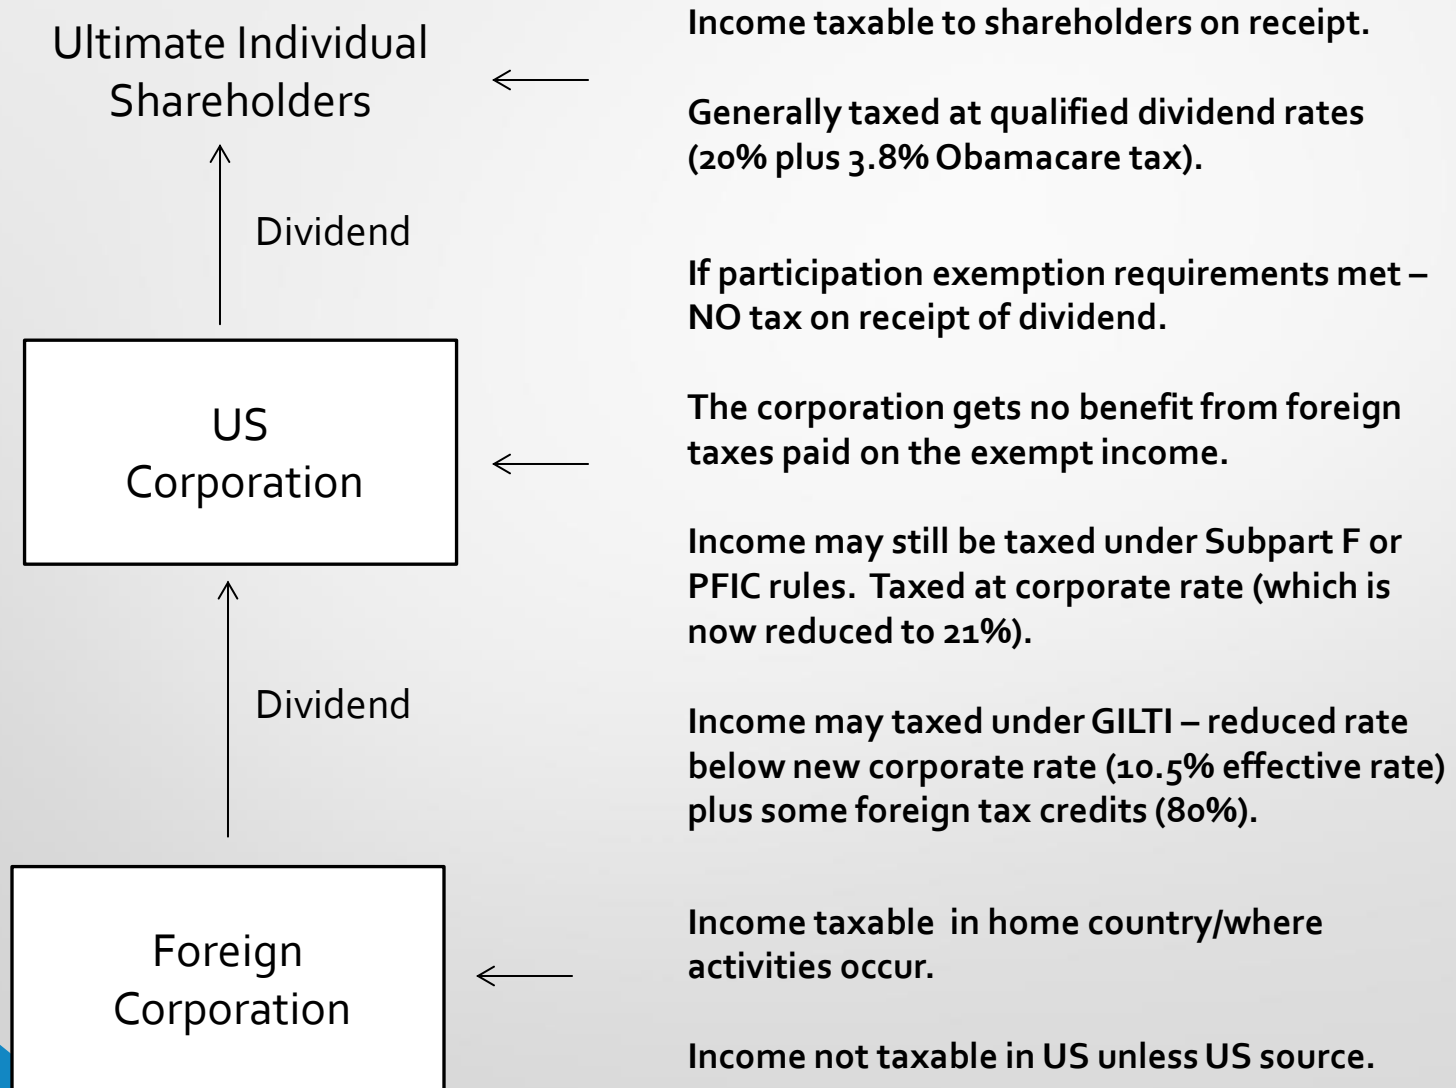 Ultimate Individual
Shareholders
Income taxable to shareholders on receipt.
Generally taxed at qualified dividend rates
(20% plus 3.8% Obamacare tax).
Dividend
If participation exemption requirements met –
NO tax on receipt of dividend.
US
Corporation
The corporation gets no benefit from foreign
taxes paid on the exempt income.
Income may still be taxed under Subpart F or
PFIC rules.  Taxed at corporate rate (which is
now reduced to 21%).
Dividend
Income may taxed under GILTI – reduced rate
below new corporate rate (10.5% effective rate)
plus some foreign tax credits (80%).
Foreign
Corporation
Income taxable  in home country/where
activities occur.
Income not taxable in US unless US source.